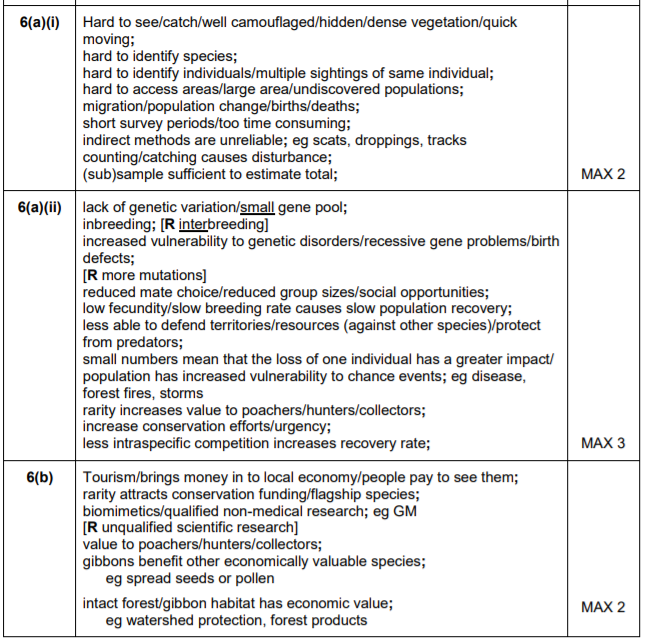 6(a)(i)
Hard to see/catch/well camouflaged/hidden/dense vegetation/quick
moving;
hard to identify species;
hard to identify individuals/multiple sightings of same individual;
hard to access areas/large area/undiscovered populations;
migration/population change/births/deaths;
short survey periods/too time consuming;
indirect methods are unreliable; eg scats, droppings, tracks
counting/catching causes disturbance;
(sub)sample sufficient to estimate total;
MAX 2
6(a)(ii)
lack of genetic variation/small gene pool;
inbreeding; [R interbreeding]
increased vulnerability to genetic disorders/recessive gene problems/birth
defects;
[R more mutations]
reduced mate choice/reduced group sizes/social opportunities;
low fecundity/slow breeding rate causes slow population recovery;
less able to defend territories/resources (against other species)/protect
from predators;
small numbers mean that the loss of one individual has a greater impact/
population has increased vulnerability to chance events; eg disease,
forest fires, storms
rarity increases value to poachers/hunters/collectors;
increase conservation efforts/urgency;
less intraspecific competition increases recovery rate;
MAX 3
6(b)
Tourism/brings money in to local economy/people pay to see them;
rarity attracts conservation funding/flagship species;
biomimetics/qualified non-medical research; eg GM
[R unqualified scientific research]
value to poachers/hunters/collectors;
gibbons benefit other economically valuable species;
eg spread seeds or pollen
intact forest/gibbon habitat has economic value;
eg watershed protection, forest products
MAX 2